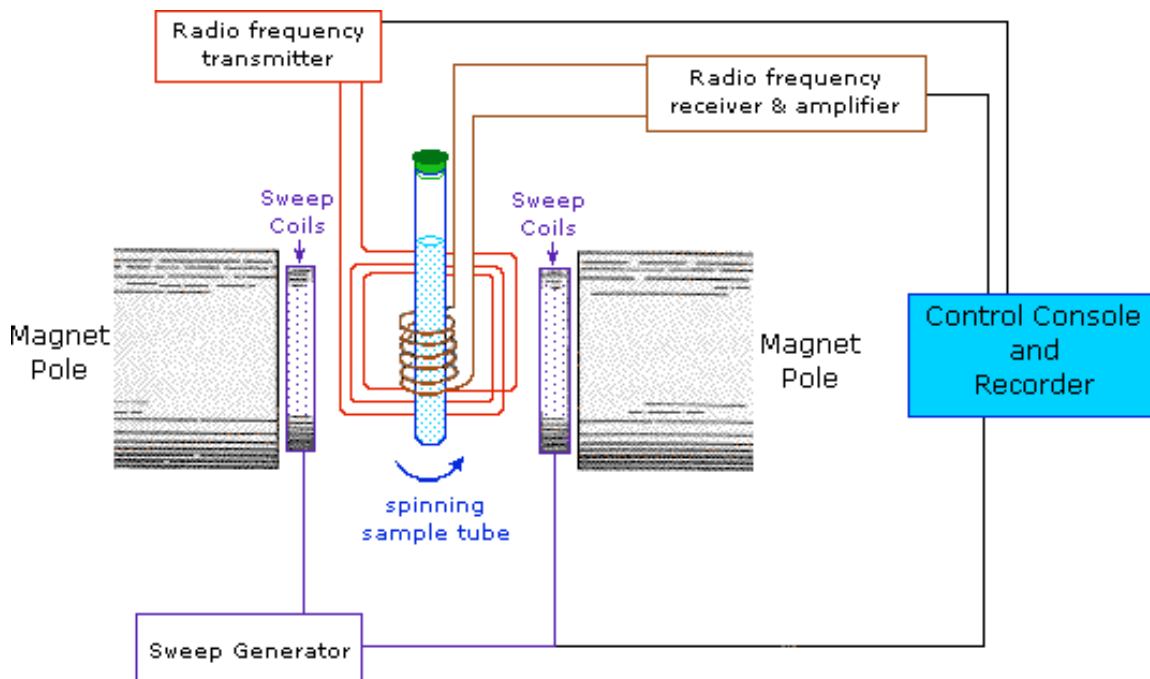 Radio frequency
transmitter
Radio frequency
receiver & amplifier
Sweep
Coils
Sweep
Coils
Magnet
Pole
Magnet
Pole
Control Console
and
Recorder
spinning
sample tube
Sweep Generator